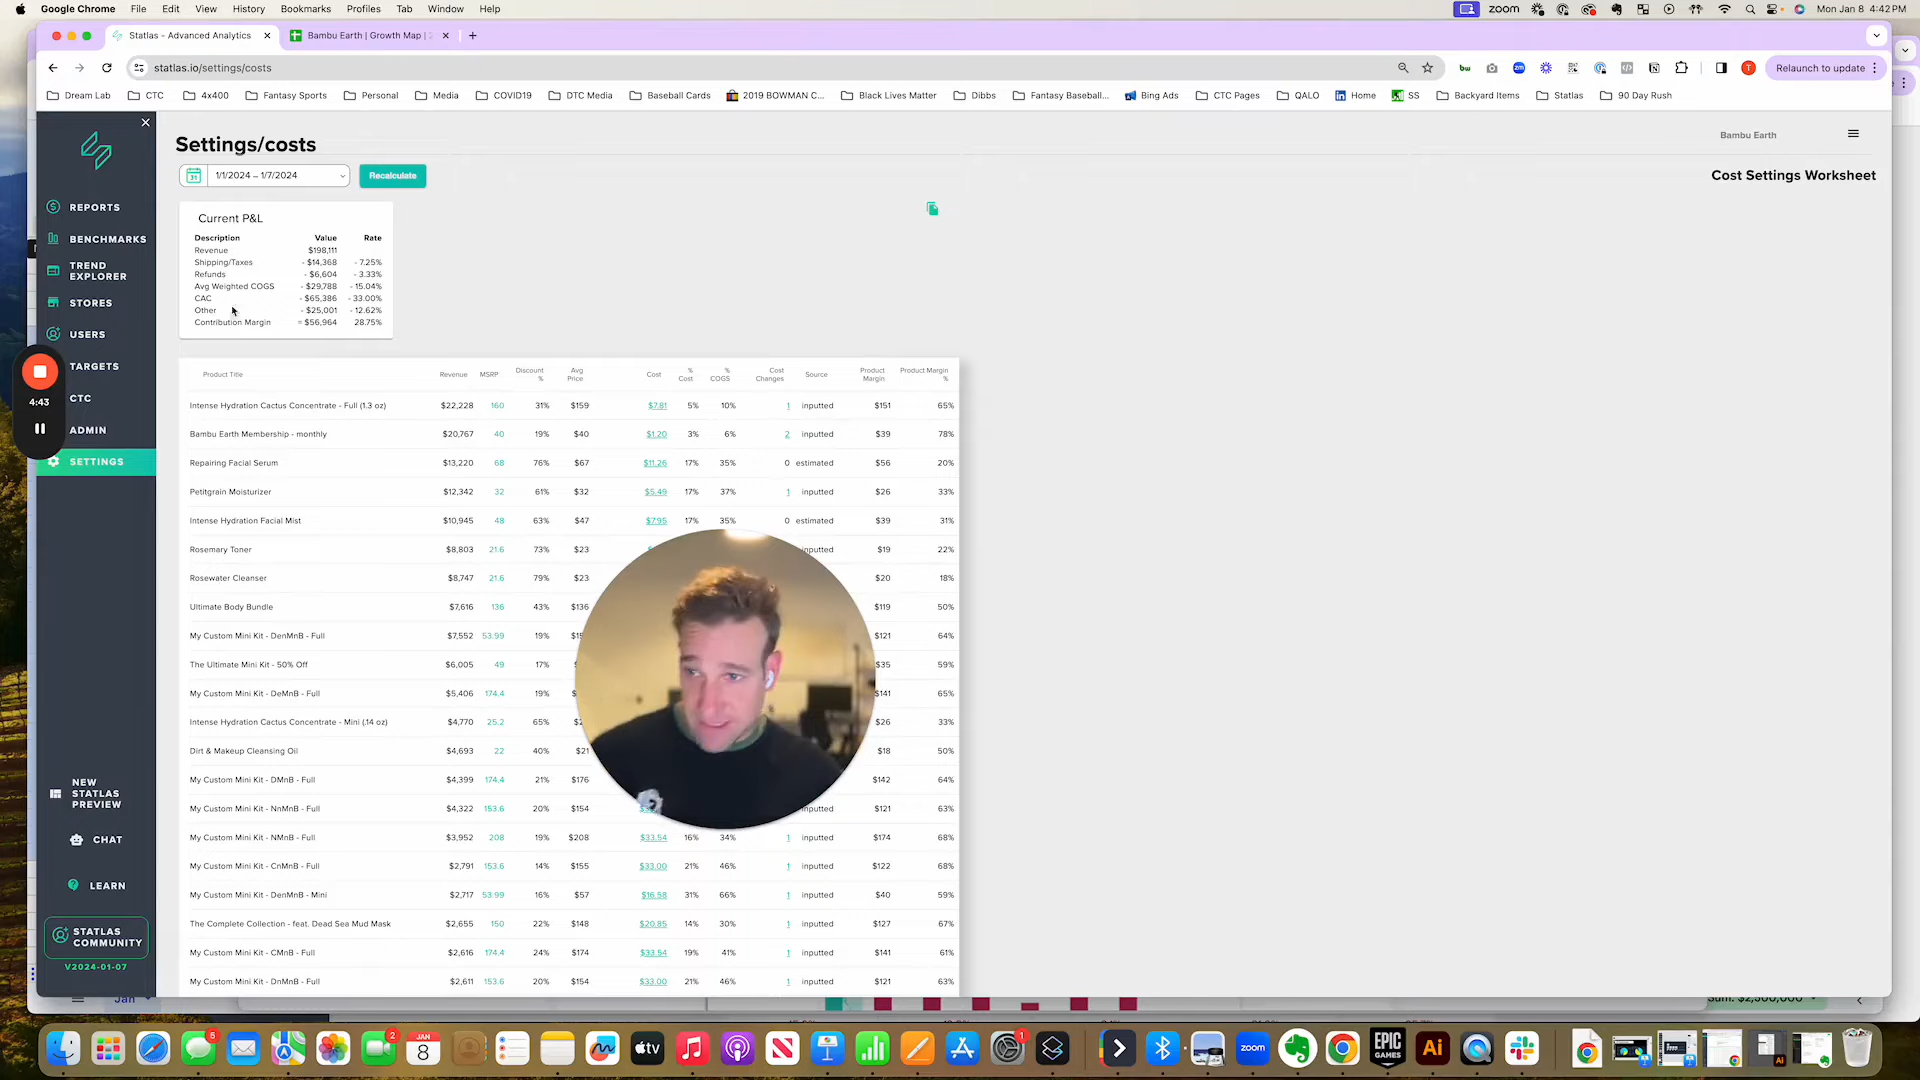 Google Chrome File Edit View History Bookmarks Profiles Tab Window Help
zoom Mon Jan 8 4:42 PM
Statlas - Advanced Analytics
Bambu Earth | Growth Map |
statlas.io/settings/costs
Relaunch to update
Dream Lab CTC 4x400 Fantasy Sports Personal Media COVID19 DTC Media Baseball Cards 2019 BOWMAN C... Black Lives Matter Dibbs Fantasy Baseball... Bing Ads CTC Pages QALO Home SS Backyard Items Statlas 90 Day Rush
REPORTS
BENCHMARKS
TREND
EXPLORER
STORES
USERS
TARGETS
CTC
ADMIN
SETTINGS
NEW
STATLAS
PREVIEW
CHAT
LEARN
STATLAS
COMMUNITY
V2024-01-07
4:43
Settings/costs
Bambu Earth
1/1/2024 – 1/7/2024
Recalculate
Cost Settings Worksheet
Current P&L
Description Value Rate
Revenue $198,111
Shipping/Taxes - $14,368 - 7.25%
Refunds - $6,604 - 3.33%
Avg Weighted COGS - $29,788 - 15.04%
CAC - $65,386 - 33.00%
Other - $25,001 - 12.62%
Contribution Margin = $56,964 28.75%
Product Title Revenue MSRP Discount % Avg Price Cost % Cost % COGS Cost Changes Source Product Margin Product Margin %
Intense Hydration Cactus Concentrate - Full (1.3 oz) $22,228 160 31% $159 $7.81 5% 10% 1 inputted $151 65%
Bambu Earth Membership - monthly $20,767 40 19% $40 $1.20 3% 6% 2 inputted $39 78%
Repairing Facial Serum $13,220 68 76% $67 $11.26 17% 35% 0 estimated $56 20%
Petitgrain Moisturizer $12,342 32 61% $32 $5.49 17% 37% 1 inputted $26 33%
Intense Hydration Facial Mist $10,945 48 63% $47 $7.95 17% 35% 0 estimated $39 31%
Rosemary Toner $8,803 21.6 73% $23 inputted $19 22%
Rosewater Cleanser $8,747 21.6 79% $23 $20 18%
Ultimate Body Bundle $7,616 136 43% $136 $119 50%
My Custom Mini Kit - DenMnB - Full $7,552 53.99 19% $121 64%
The Ultimate Mini Kit - 50% Off $6,005 49 17% $35 59%
My Custom Mini Kit - DeMnB - Full $5,406 174.4 19% $141 65%
Intense Hydration Cactus Concentrate - Mini (.14 oz) $4,770 25.2 65% $26 33%
Dirt & Makeup Cleansing Oil $4,693 22 40% $21 $18 50%
My Custom Mini Kit - DMnB - Full $4,399 174.4 21% $176 $142 64%
My Custom Mini Kit - NnMnB - Full $4,322 153.6 20% $154 inputted $121 63%
My Custom Mini Kit - NMnB - Full $3,952 208 19% $208 $33.54 16% 34% 1 inputted $174 68%
My Custom Mini Kit - CnMnB - Full $2,791 153.6 14% $155 $33.00 21% 46% 1 inputted $122 68%
My Custom Mini Kit - DenMnB - Mini $2,717 53.99 16% $57 $16.58 31% 66% 1 inputted $40 59%
The Complete Collection - feat. Dead Sea Mud Mask $2,655 150 22% $148 $20.85 14% 30% 1 inputted $127 67%
My Custom Mini Kit - CMnB - Full $2,616 174.4 24% $174 $33.54 19% 41% 1 inputted $141 61%
My Custom Mini Kit - DnMnB - Full $2,611 153.6 20% $154 $33.00 21% 46% 1 inputted $121 63%
Jan
Sum: $2,500,000
JAN
8
tv
zoom
EPIC
GAMES
Ai